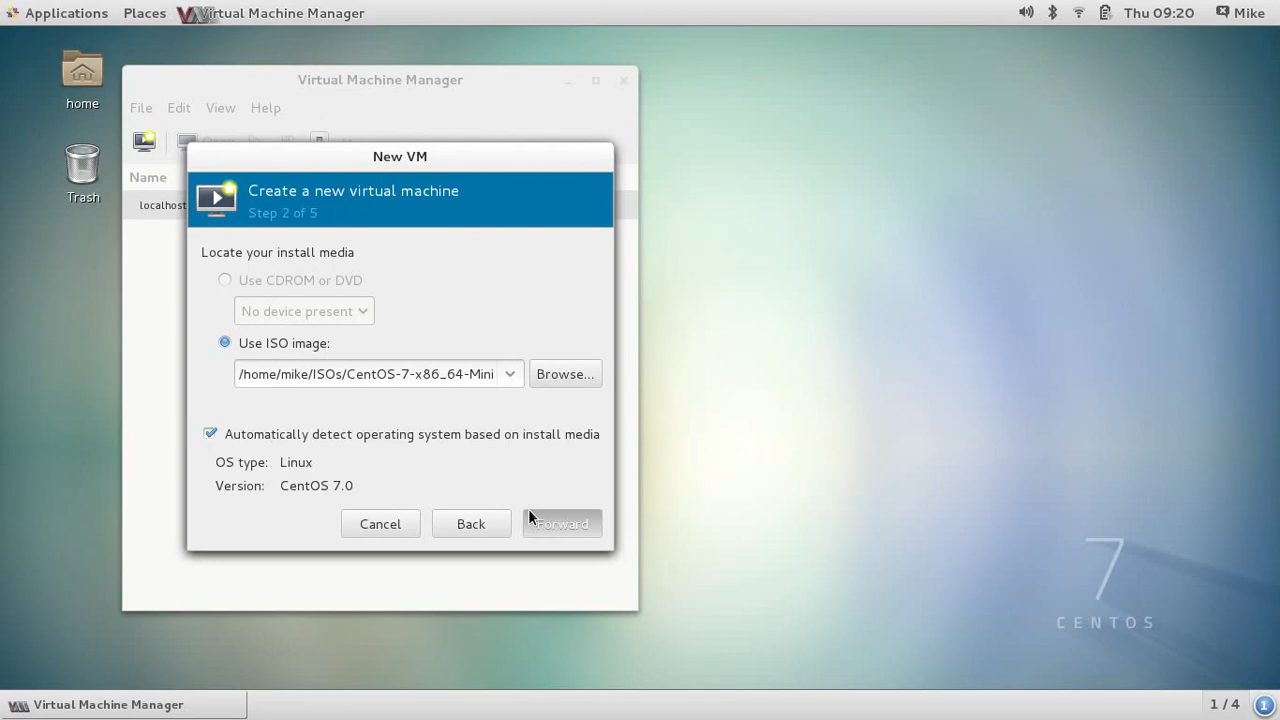 Applications Places Virtual Machine Manager Thu 09:20 Mike
home
Trash
Virtual Machine Manager
File Edit View Help
Open
Name
localhost
New VM
Create a new virtual machine
Step 2 of 5
Locate your install media
Use CDROM or DVD
No device present
Use ISO image:
/home/mike/ISOs/CentOS-7-x86_64-Mini
Browse...
Automatically detect operating system based on install media
OS type: Linux
Version: CentOS 7.0
Cancel Back Forward
7
CENTOS
Virtual Machine Manager 1 / 4 1